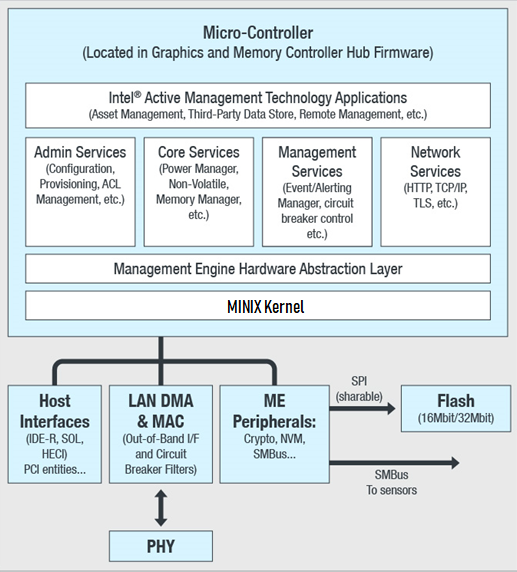 Micro-Controller
(Located in Graphics and Memory Controller Hub Firmware)
Intel® Active Management Technology Applications
(Asset Management, Third-Party Data Store, Remote Management, etc.)
Admin Services
(Configuration,
Provisioning, ACL
Management, etc.)
Core Services
(Power Manager,
Non-Volatile,
Memory Manager,
etc.)
Management
Services
(Event/Alerting
Manager, circuit
breaker control
etc.)
Network
Services
(HTTP, TCP/IP,
TLS, etc.)
Management Engine Hardware Abstraction Layer
MINIX Kernel
Host
Interfaces
(IDE-R, SOL,
HECI)
PCI entities...
LAN DMA
& MAC
(Out-of-Band I/F
and Circuit
Breaker Filters)
ME
Peripherals:
Crypto, NVM,
SMBus...
SPI
(sharable)
Flash
(16Mbit/32Mbit)
SMBus
To sensors
PHY